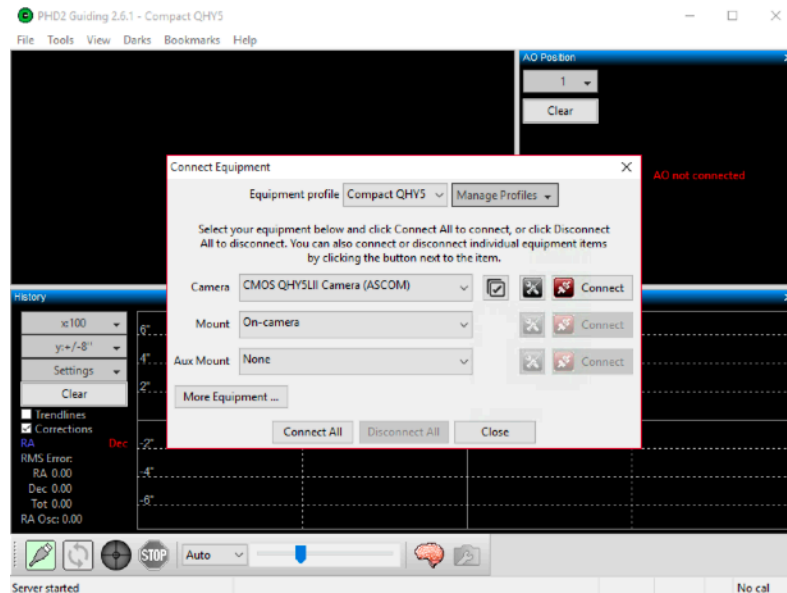 PHD2 Guiding 2.6.1 - Compact QHY5
File Tools View Darks Bookmarks Help
AO Position
1
Clear
AO not connected
Connect Equipment
Equipment profile Compact QHY5 Manage Profiles
Select your equipment below and click Connect All to connect, or click Disconnect
All to disconnect. You can also connect or disconnect individual equipment items
by clicking the button next to the item.
Camera CMOS QHY5LII Camera (ASCOM) Connect
Mount On-camera Connect
Aux Mount None Connect
More Equipment ...
Connect All Disconnect All Close
History
x:100
y:+/-8"
Settings
Clear
Trendlines
Corrections
RA Dec
RMS Error:
RA 0.00
Dec 0.00
Tot 0.00
RA Osc: 0.00
6"
4"
2"
-2"
-4"
-6"
STOP Auto
Server started No cal